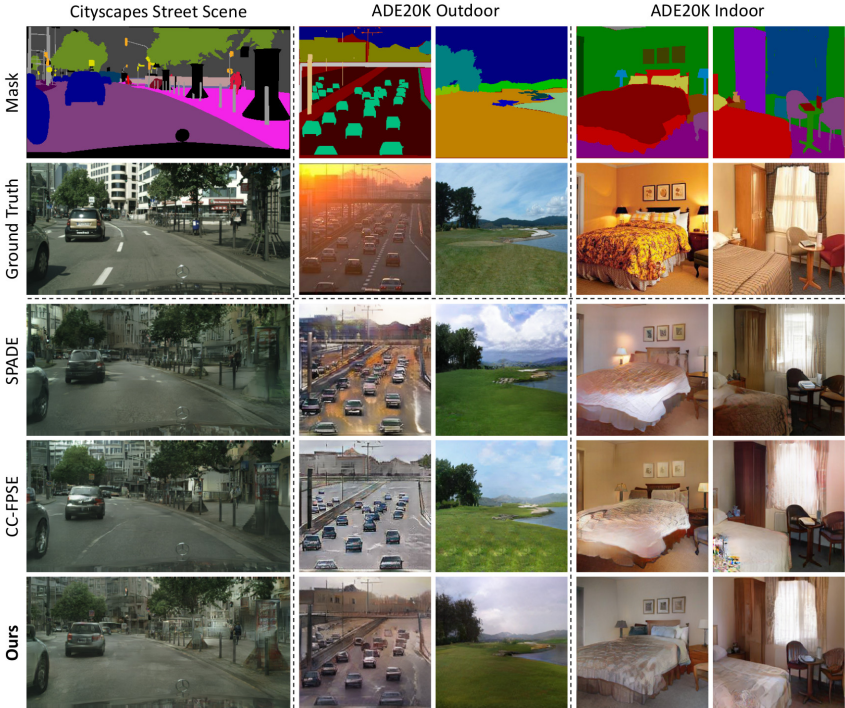 Cityscapes Street Scene
ADE20K Outdoor
ADE20K Indoor
Mask
Ground Truth
SPADE
CC-FPSE
Ours